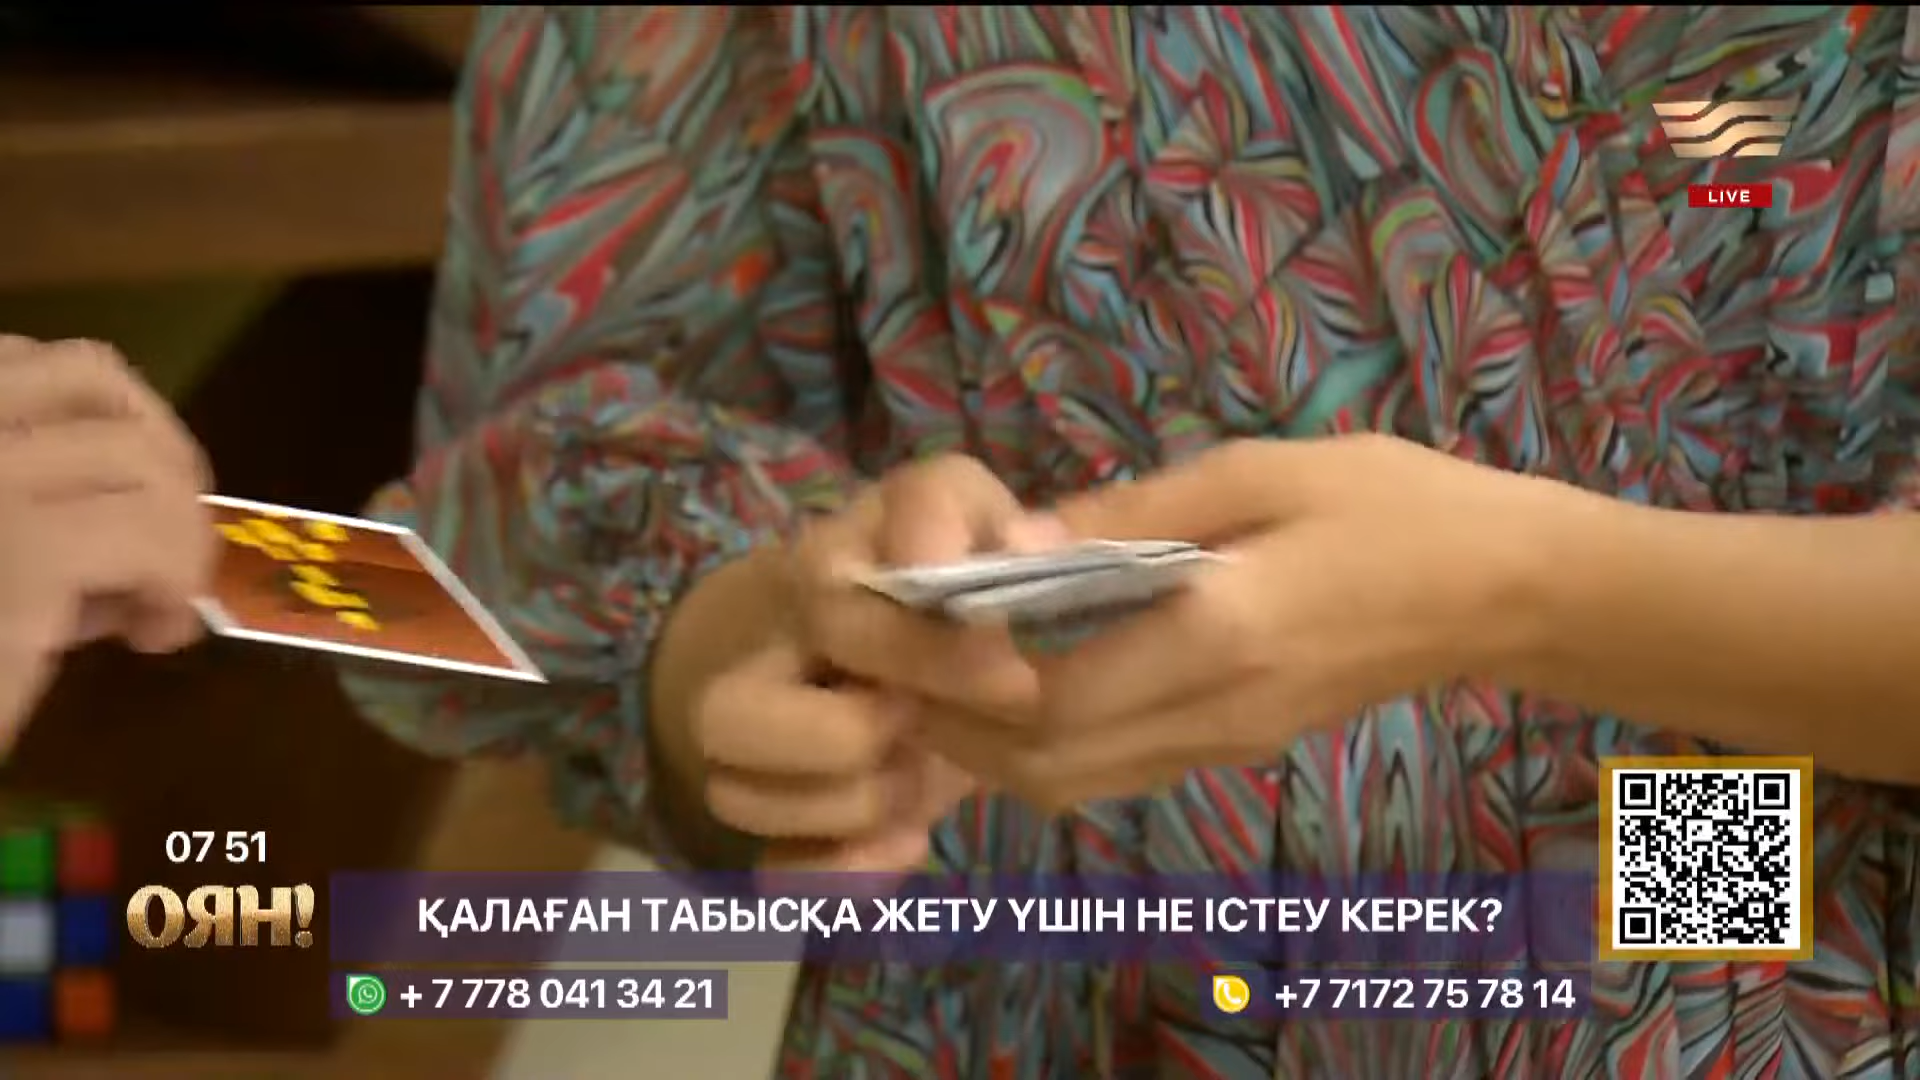 LIVE
07 51
ОЯН!
ҚАЛАҒАН ТАБЫСҚА ЖЕТУ ҮШІН НЕ ІСТЕУ КЕРЕК?
+ 7 778 041 34 21
+7 7172 75 78 14